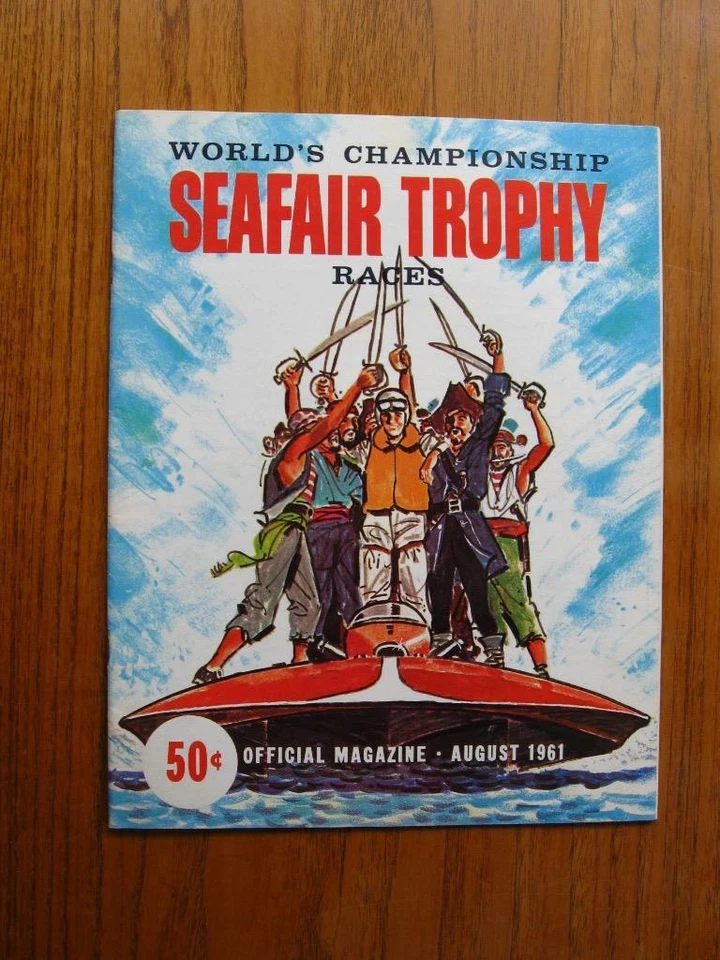 WORLD'S CHAMPIONSHIP
SEAFAIR TROPHY
RACES
50¢
OFFICIAL MAGAZINE · AUGUST 1961